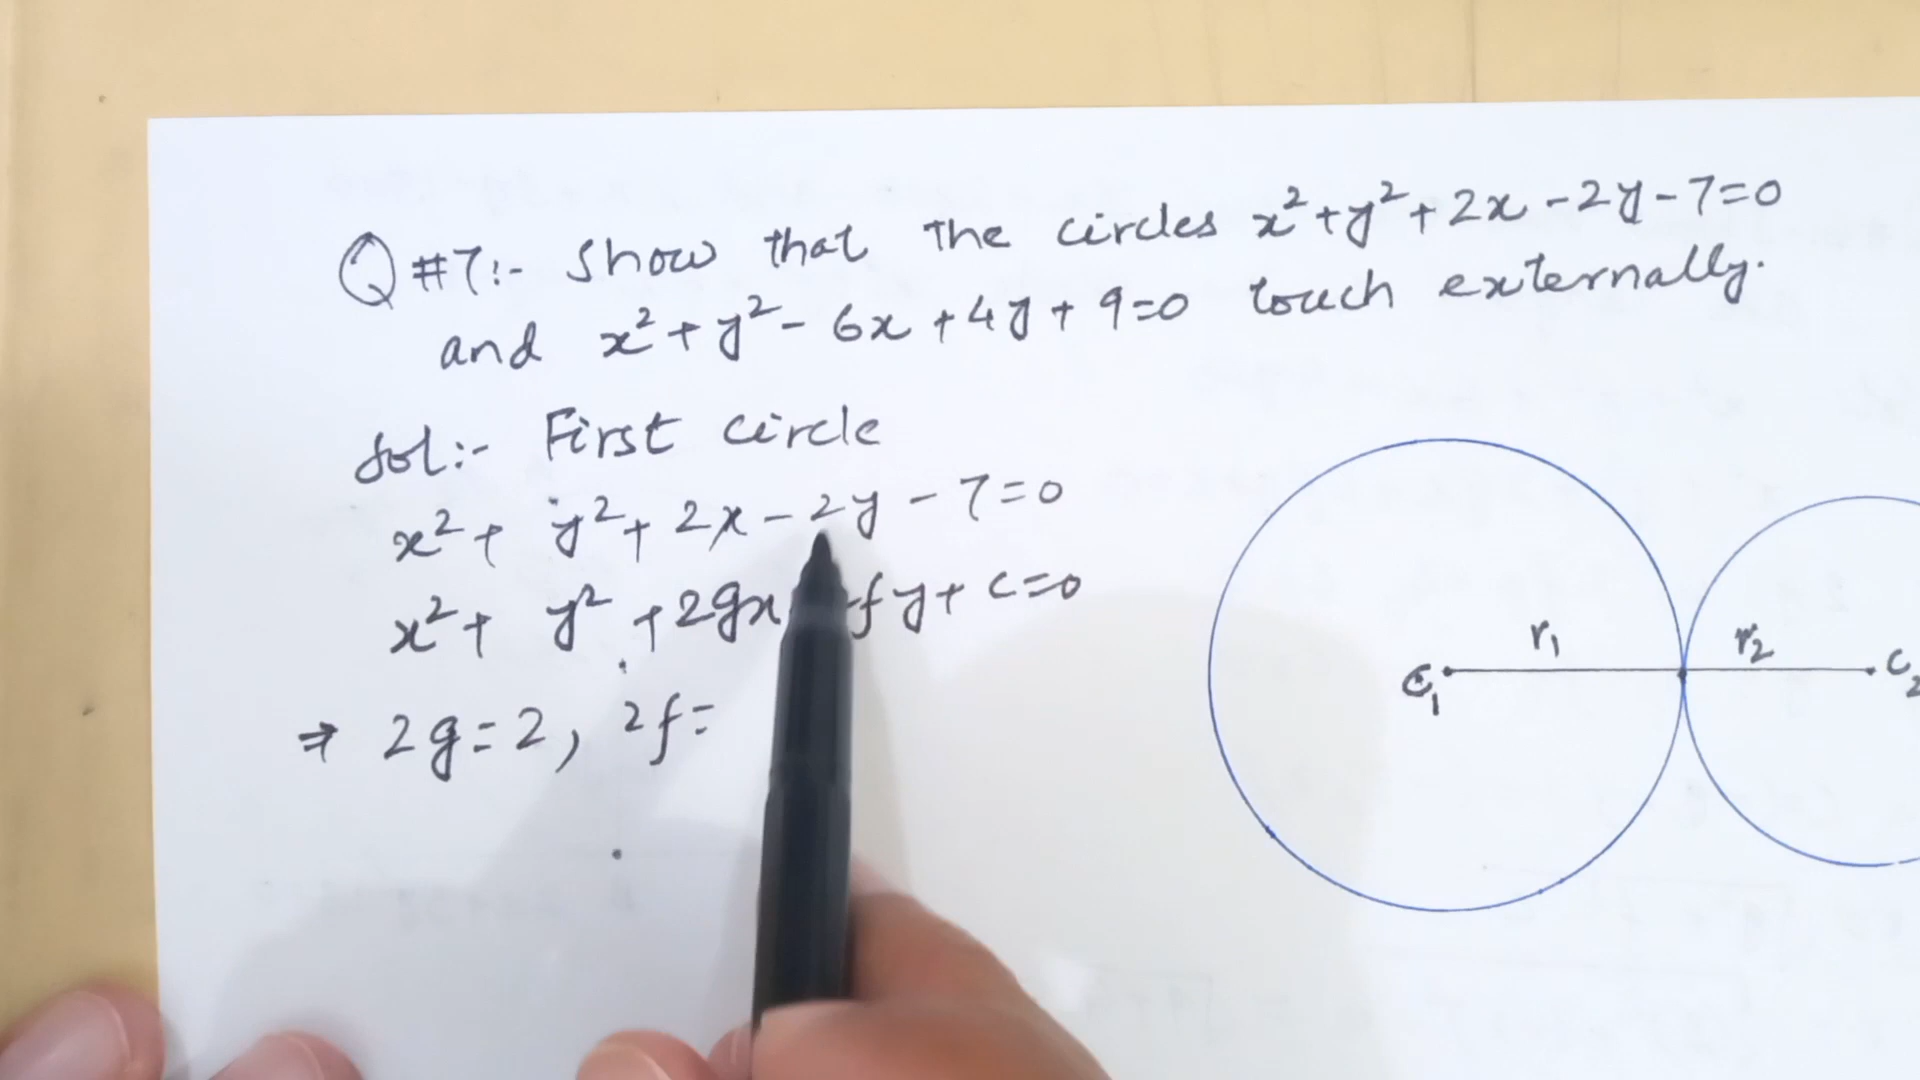 Q#7:- Show that the circles x²+y²+2x-2y-7=0
and x²+y²-6x+4y+9=0 touch externally.
Sol:- First circle
x²+ y²+2x-2y-7=0
x²+ y²+2gx fy+c=0
⇒ 2g=2, 2f=
r₁
r₂
C₁
C₂